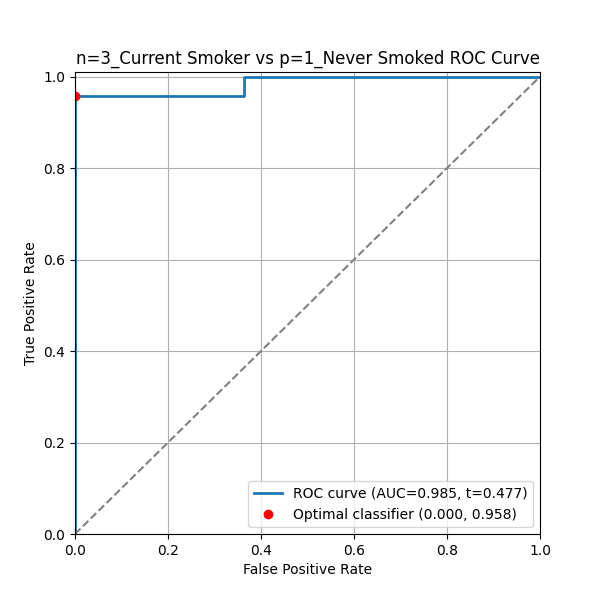 n=3_Current Smoker vs p=1_Never Smoked ROC Curve
True Positive Rate
1.0
0.8
0.6
0.4
0.2
0.0
ROC curve (AUC=0.985, t=0.477)
Optimal classifier (0.000, 0.958)
0.0 0.2 0.4 0.6 0.8 1.0
False Positive Rate